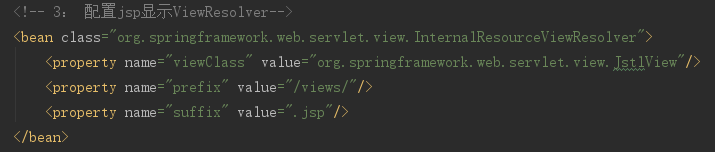 <!-- 3： 配置jsp显示ViewResolver-->
<bean class="org.springframework.web.servlet.view.InternalResourceViewResolver">
<property name="viewClass" value="org.springframework.web.servlet.view.JstlView"/>
<property name="prefix" value="/views/"/>
<property name="suffix" value=".jsp"/>
</bean>